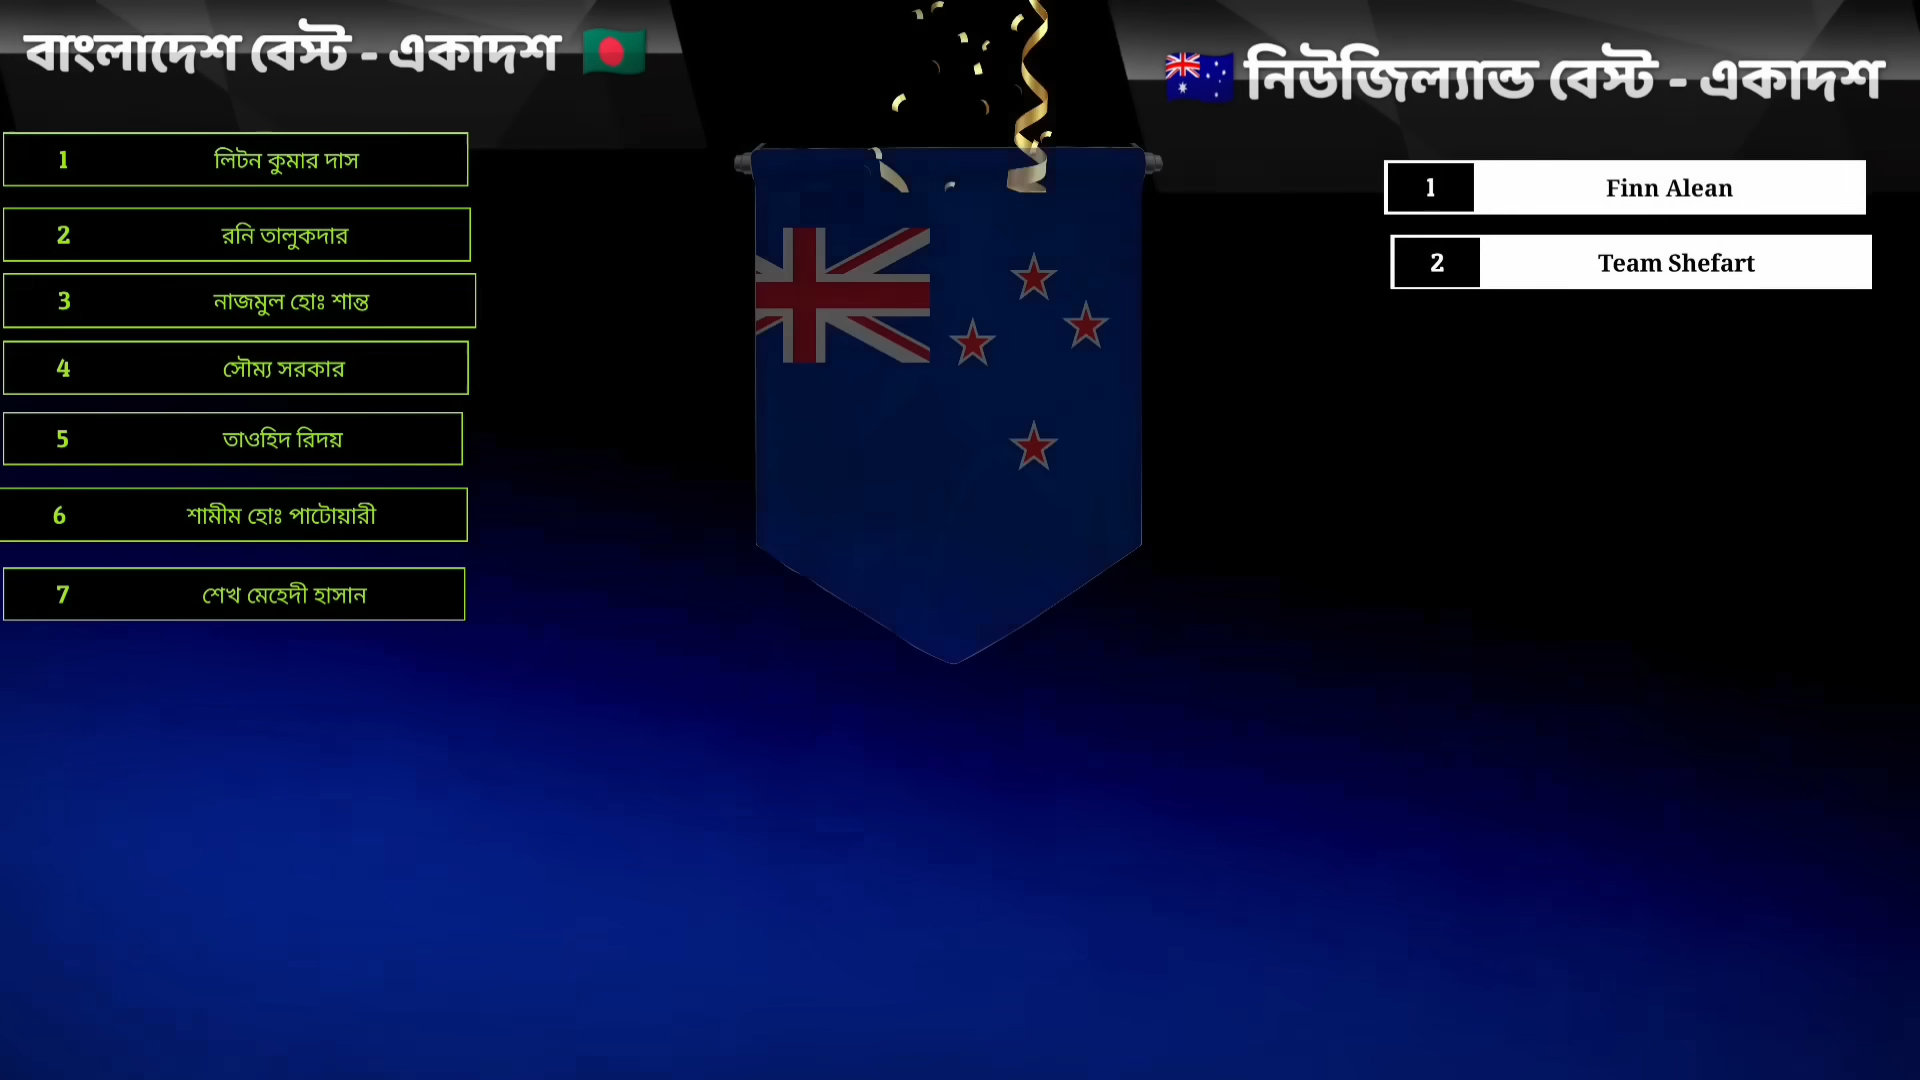 বাংলাদেশ বেস্ট - একাদশ 🇧🇩
1 লিটন কুমার দাস
2 রনি তালুকদার
3 নাজমুল হোঃ শান্ত
4 সৌম্য সরকার
5 তাওহিদ রিদয়
6 শামীম হোঃ পাটোয়ারী
7 শেখ মেহেদী হাসান
🇦🇺 নিউজিল্যান্ড বেস্ট - একাদশ
1 Finn Alean
2 Team Shefart